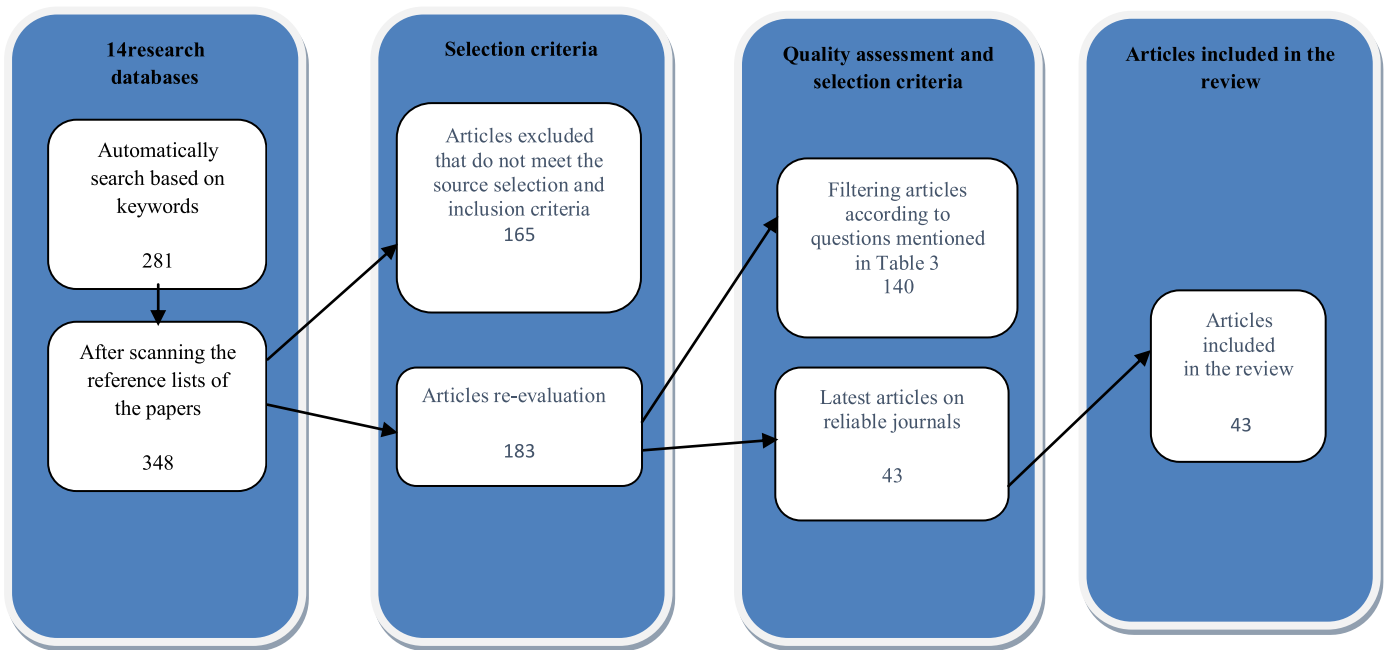 14research
databases
Automatically
search based on
keywords
281
After scanning the
reference lists of
the papers
348
Selection criteria
Articles excluded
that do not meet the
source selection and
inclusion criteria
165
Articles re-evaluation
183
Quality assessment and
selection criteria
Filtering articles
according to
questions mentioned
in Table 3
140
Latest articles on
reliable journals
43
Articles included in the
review
Articles
included
in the review
43